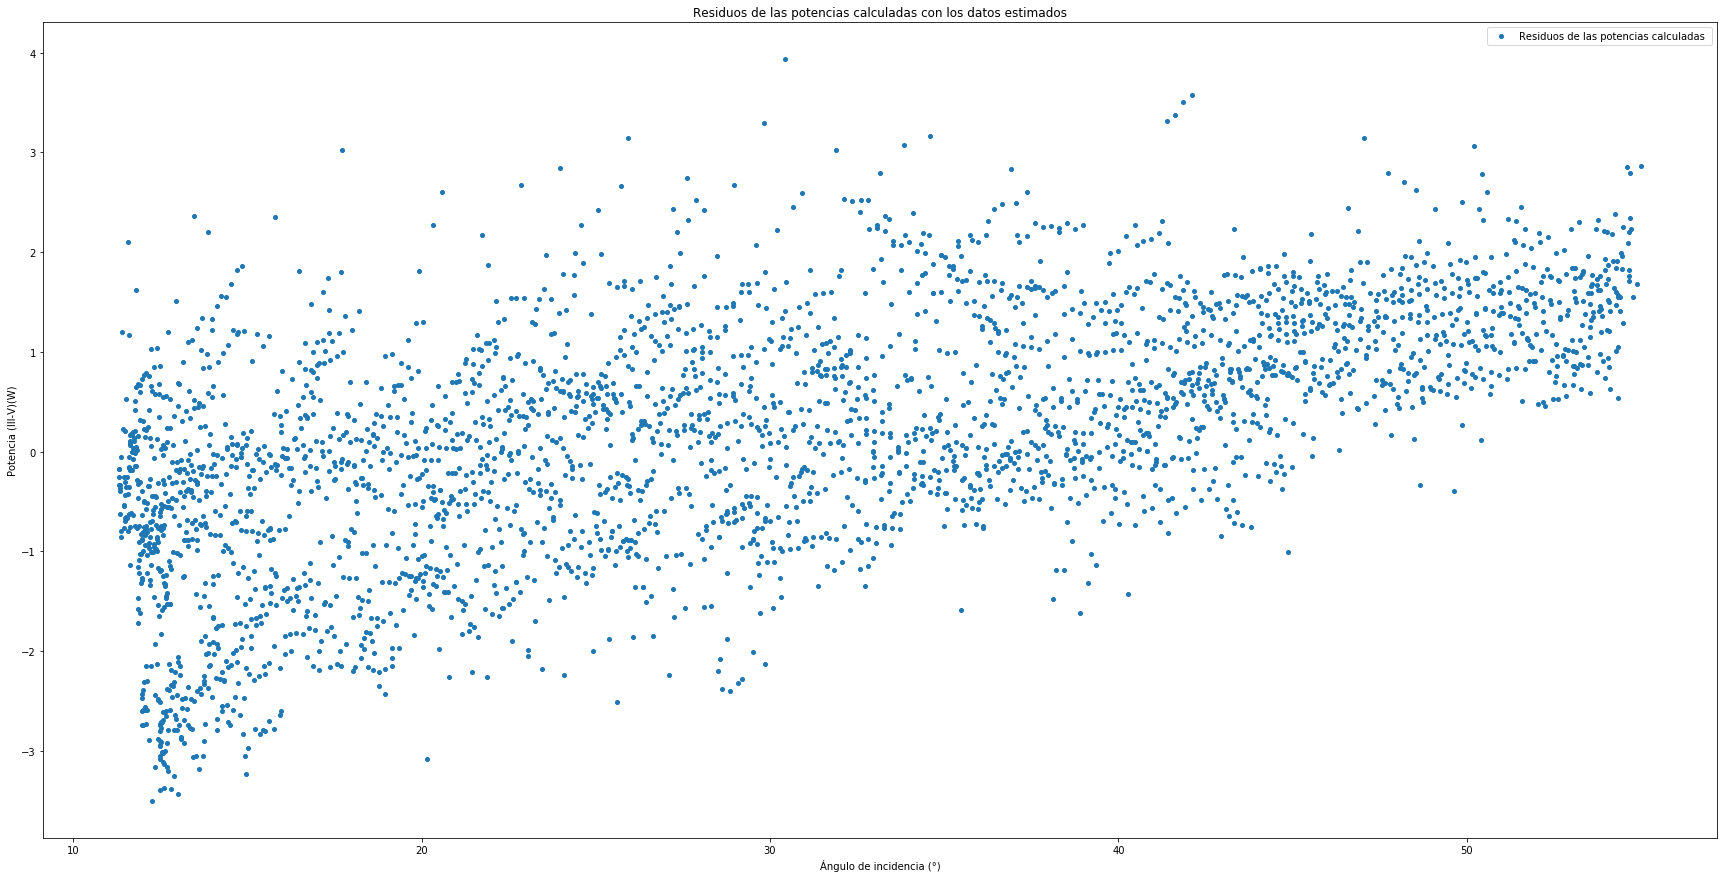 Residuos de las potencias calculadas con los datos estimados
Residuos de las potencias calculadas
4
3
2
1
0
−1
−2
−3
Potencia (III-V)(W)
10 20 30 40 50
Ángulo de incidencia (°)